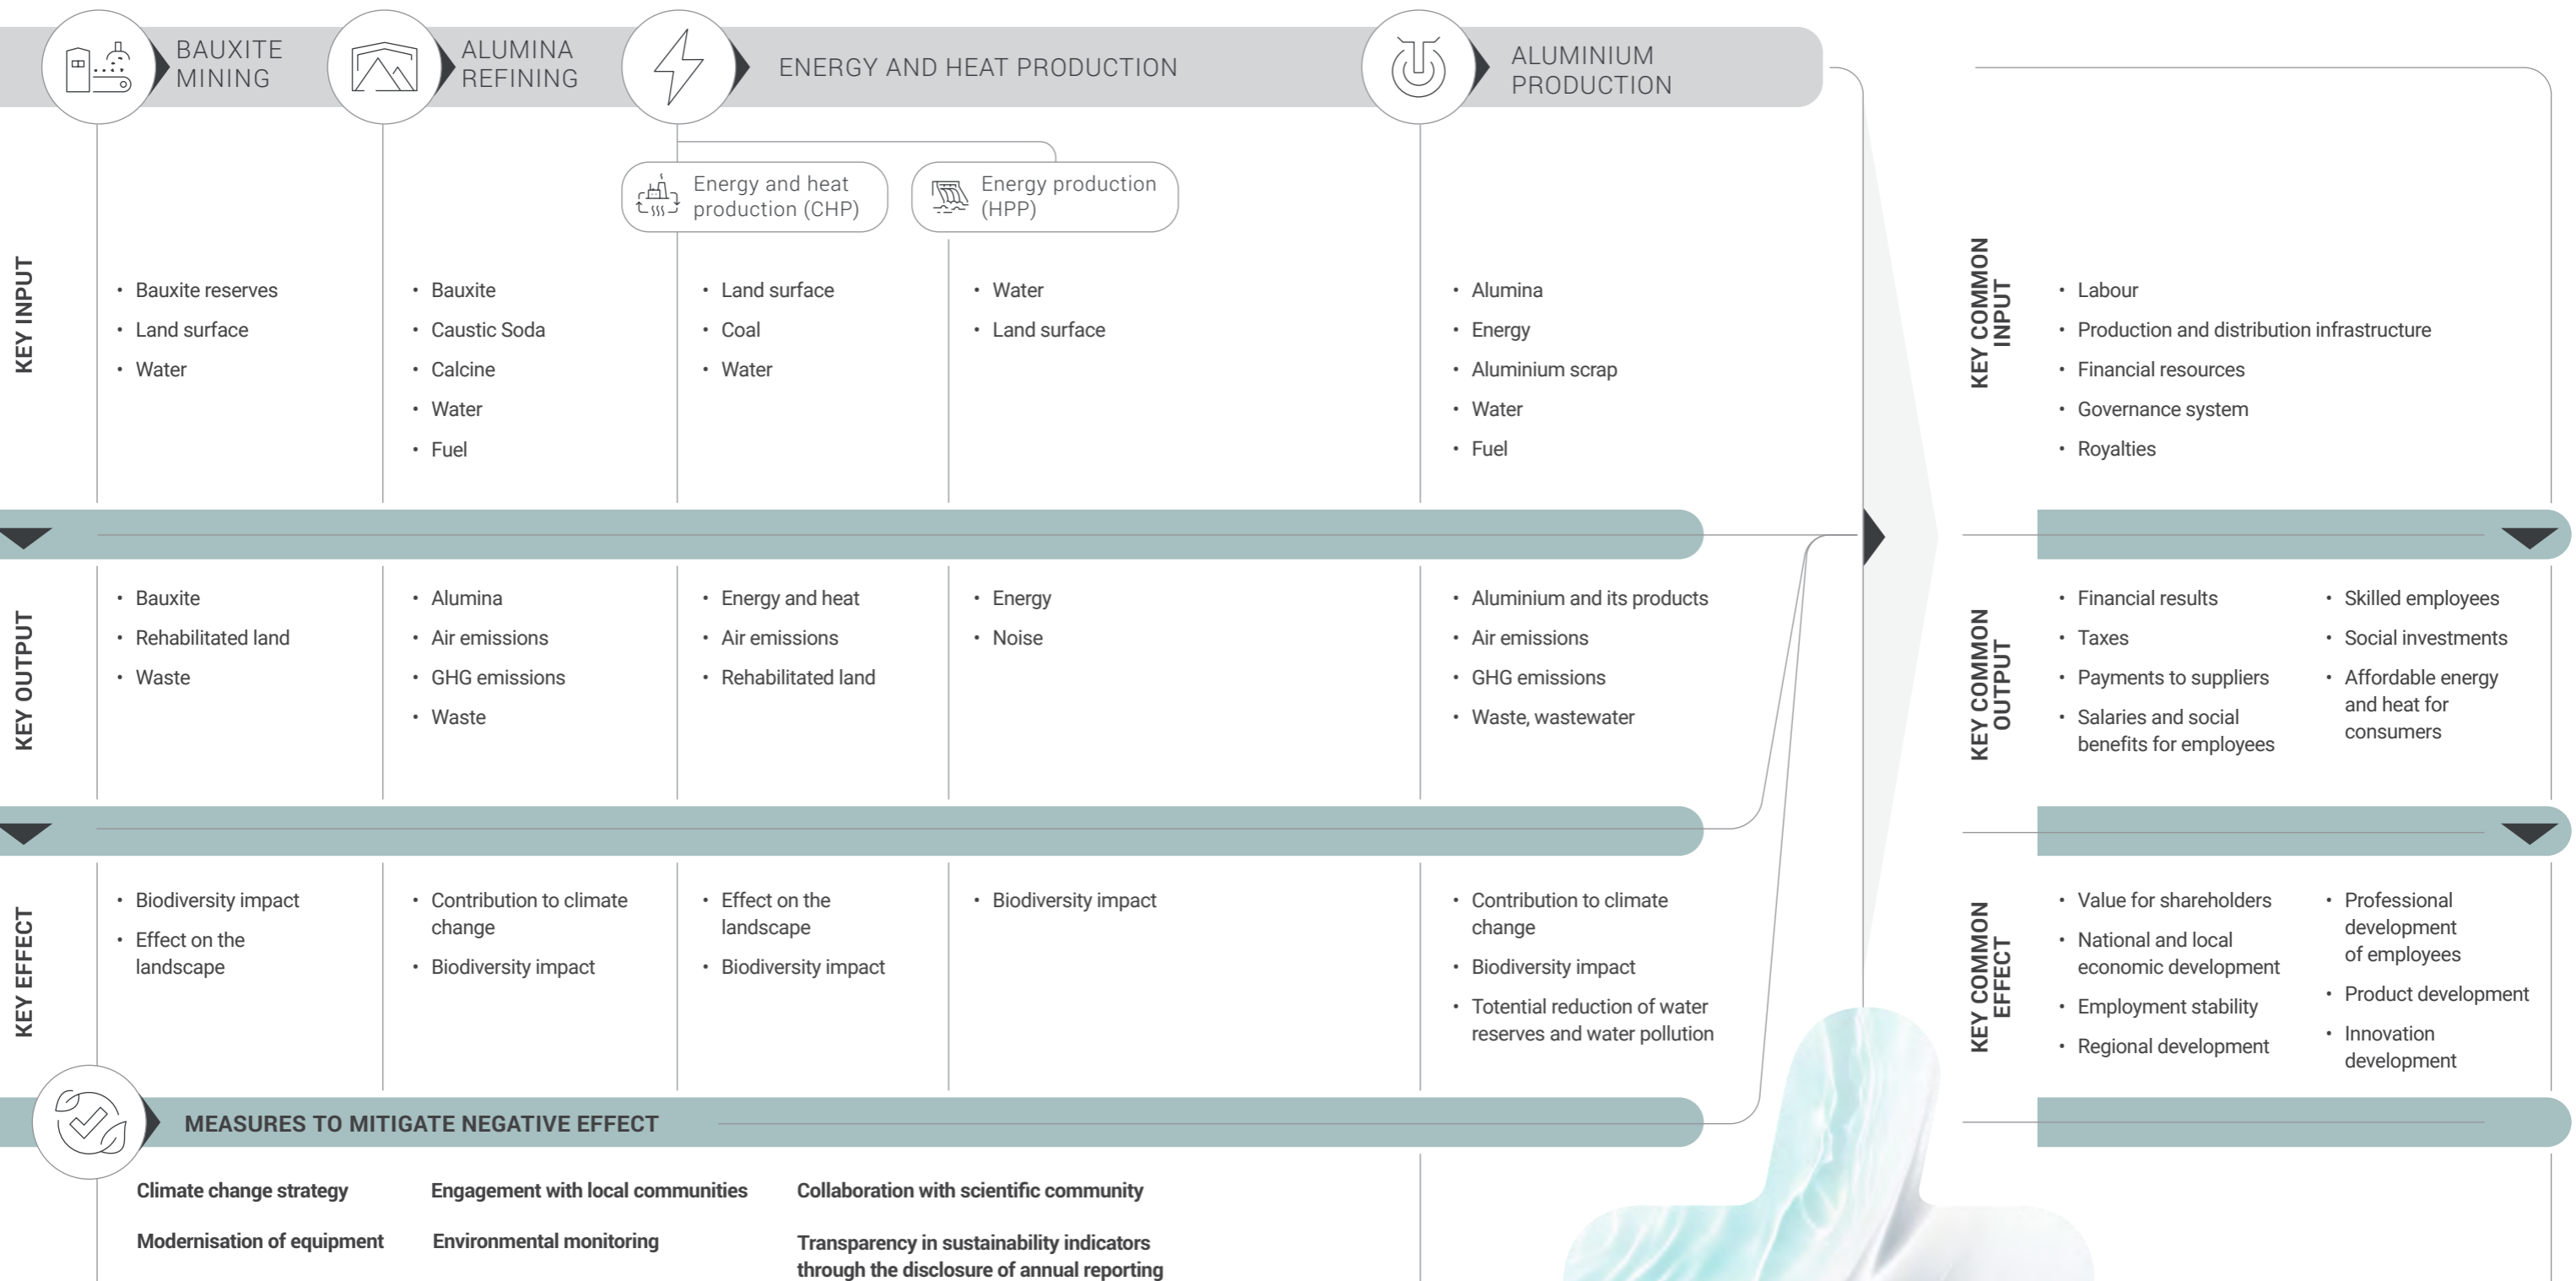 BAUXITE
MINING
ALUMINA
REFINING
ENERGY AND HEAT PRODUCTION
ALUMINIUM
PRODUCTION
Energy and heat
production (CHP)
Energy production
(HPP)
KEY INPUT
• Bauxite reserves
• Land surface
• Water
• Bauxite
• Caustic Soda
• Calcine
• Water
• Fuel
• Land surface
• Coal
• Water
• Water
• Land surface
• Alumina
• Energy
• Aluminium scrap
• Water
• Fuel
KEY COMMON
INPUT
• Labour
• Production and distribution infrastructure
• Financial resources
• Governance system
• Royalties
KEY OUTPUT
• Bauxite
• Rehabilitated land
• Waste
• Alumina
• Air emissions
• GHG emissions
• Waste
• Energy and heat
• Air emissions
• Rehabilitated land
• Energy
• Noise
• Aluminium and its products
• Air emissions
• GHG emissions
• Waste, wastewater
KEY COMMON
OUTPUT
• Financial results
• Taxes
• Payments to suppliers
• Salaries and social
benefits for employees
• Skilled employees
• Social investments
• Affordable energy
and heat for
consumers
KEY EFFECT
• Biodiversity impact
• Effect on the
landscape
• Contribution to climate
change
• Biodiversity impact
• Effect on the
landscape
• Biodiversity impact
• Biodiversity impact
• Contribution to climate
change
• Biodiversity impact
• Totential reduction of water
reserves and water pollution
KEY COMMON
EFFECT
• Value for shareholders
• National and local
economic development
• Employment stability
• Regional development
• Professional
development
of employees
• Product development
• Innovation
development
MEASURES TO MITIGATE NEGATIVE EFFECT
Climate change strategy
Modernisation of equipment
Engagement with local communities
Environmental monitoring
Collaboration with scientific community
Transparency in sustainability indicators
through the disclosure of annual reporting